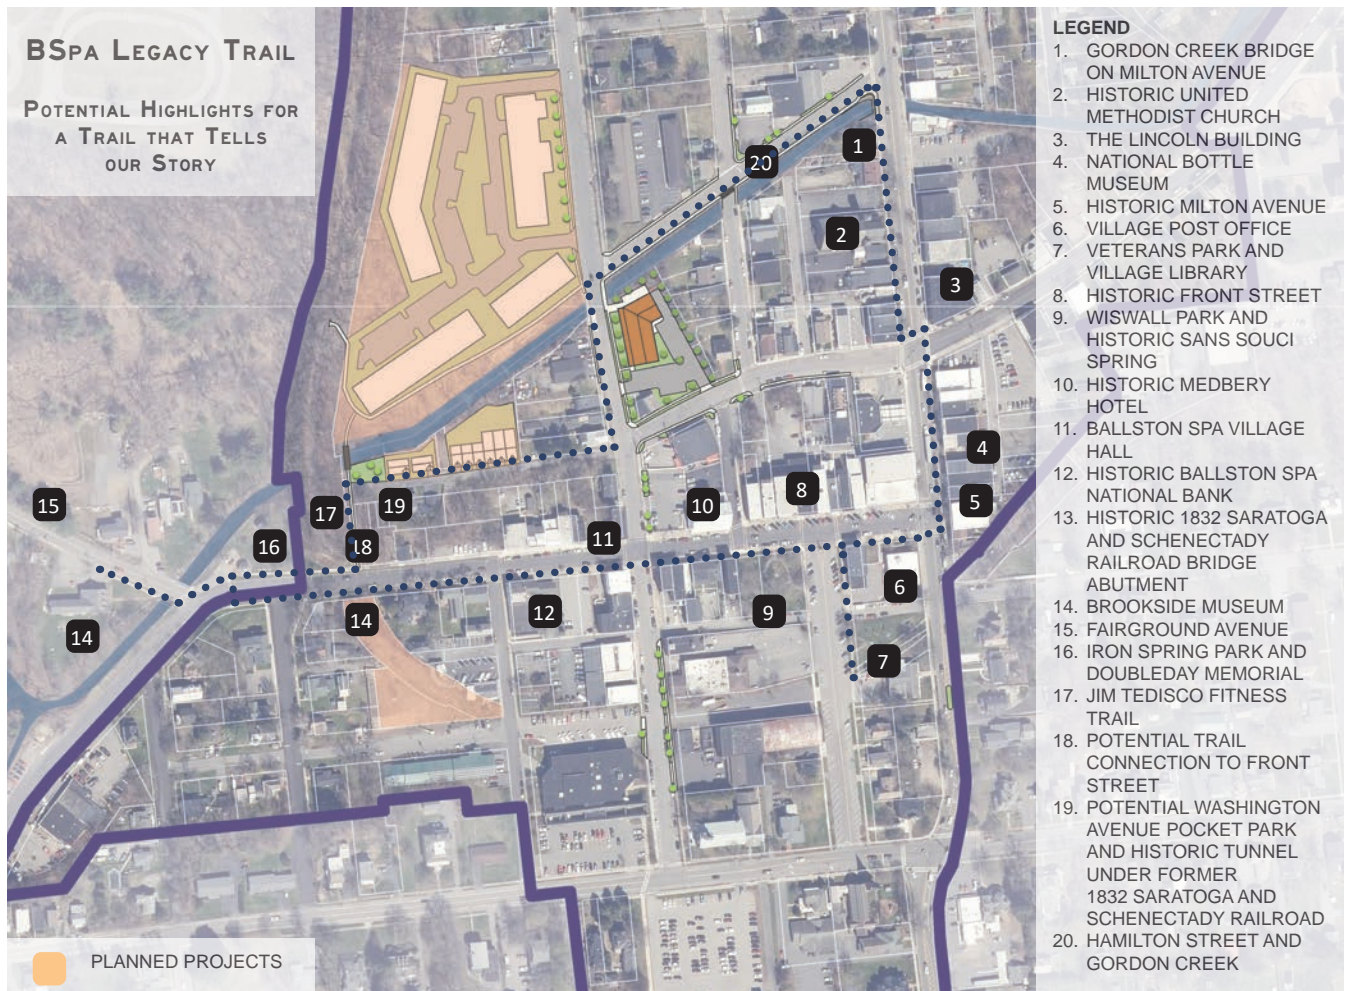 BSpa Legacy Trail
Potential Highlights for
a Trail that Tells
our Story
LEGEND
1. GORDON CREEK BRIDGE
ON MILTON AVENUE
2. HISTORIC UNITED
METHODIST CHURCH
3. THE LINCOLN BUILDING
4. NATIONAL BOTTLE
MUSEUM
5. HISTORIC MILTON AVENUE
6. VILLAGE POST OFFICE
7. VETERANS PARK AND
VILLAGE LIBRARY
8. HISTORIC FRONT STREET
9. WISWALL PARK AND
HISTORIC SANS SOUCI
SPRING
10. HISTORIC MEDBERY
HOTEL
11. BALLSTON SPA VILLAGE
HALL
12. HISTORIC BALLSTON SPA
NATIONAL BANK
13. HISTORIC 1832 SARATOGA
AND SCHENECTADY
RAILROAD BRIDGE
ABUTMENT
14. BROOKSIDE MUSEUM
15. FAIRGROUND AVENUE
16. IRON SPRING PARK AND
DOUBLEDAY MEMORIAL
17. JIM TEDISCO FITNESS
TRAIL
18. POTENTIAL TRAIL
CONNECTION TO FRONT
STREET
19. POTENTIAL WASHINGTON
AVENUE POCKET PARK
AND HISTORIC TUNNEL
UNDER FORMER
1832 SARATOGA AND
SCHENECTADY RAILROAD
20. HAMILTON STREET AND
GORDON CREEK
1
20
2
3
4
5
8
10
19
17
15
16
18
11
6
9
12
14
14
7
PLANNED PROJECTS